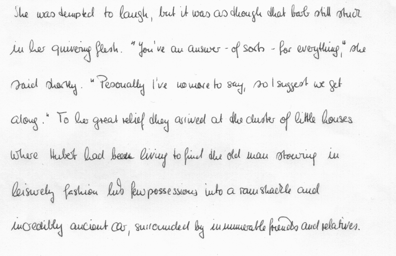 She was tempted to laugh, but it was as though that barb still stuck
in her quivering flesh. "You've an answer - of sorts - for everything," she
said sharply. "Personally I've no more to say, so I suggest we get
along." To her great relief they arrived at the cluster of little houses
where Hubert had been living to find the old man stowing in
leisurely fashion his few possessions into a ramshackle and
incredibly ancient car, surrounded by innumerable friends and relatives.